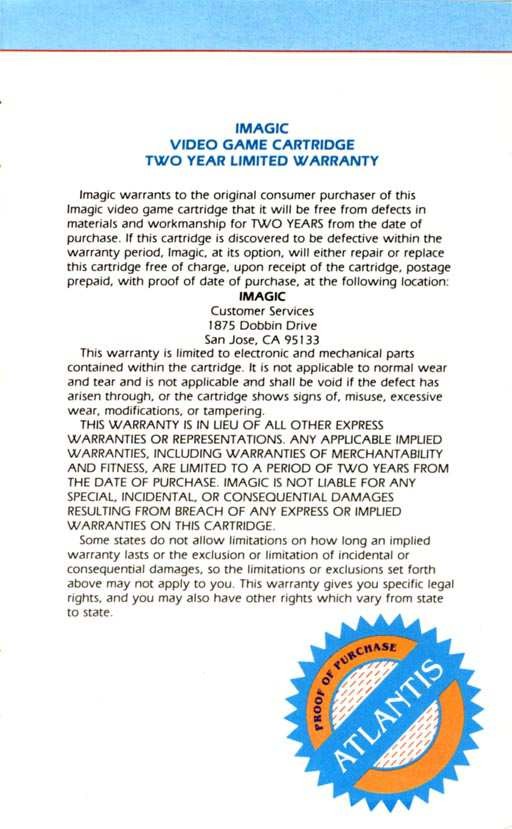 IMAGIC
VIDEO GAME CARTRIDGE
TWO YEAR LIMITED WARRANTY
Imagic warrants to the original consumer purchaser of this
Imagic video game cartridge that it will be free from defects in
materials and workmanship for TWO YEARS from the date of
purchase. If this cartridge is discovered to be defective within the
warranty period, Imagic, at its option, will either repair or replace
this cartridge free of charge, upon receipt of the cartridge, postage
prepaid, with proof of date of purchase, at the following location:
IMAGIC
Customer Services
1875 Dobbin Drive
San Jose, CA 95133
This warranty is limited to electronic and mechanical parts
contained within the cartridge. It is not applicable to normal wear
and tear and is not applicable and shall be void if the defect has
arisen through, or the cartridge shows signs of, misuse, excessive
wear, modifications, or tampering.
THIS WARRANTY IS IN LIEU OF ALL OTHER EXPRESS
WARRANTIES OR REPRESENTATIONS. ANY APPLICABLE IMPLIED
WARRANTIES, INCLUDING WARRANTIES OF MERCHANTABILITY
AND FITNESS, ARE LIMITED TO A PERIOD OF TWO YEARS FROM
THE DATE OF PURCHASE. IMAGIC IS NOT LIABLE FOR ANY
SPECIAL, INCIDENTAL, OR CONSEQUENTIAL DAMAGES
RESULTING FROM BREACH OF ANY EXPRESS OR IMPLIED
WARRANTIES ON THIS CARTRIDGE.
Some states do not allow limitations on how long an implied
warranty lasts or the exclusion or limitation of incidental or
consequential damages, so the limitations or exclusions set forth
above may not apply to you. This warranty gives you specific legal
rights, and you may also have other rights which vary from state
to state.
PROOF OF PURCHASE
ATLANTIS